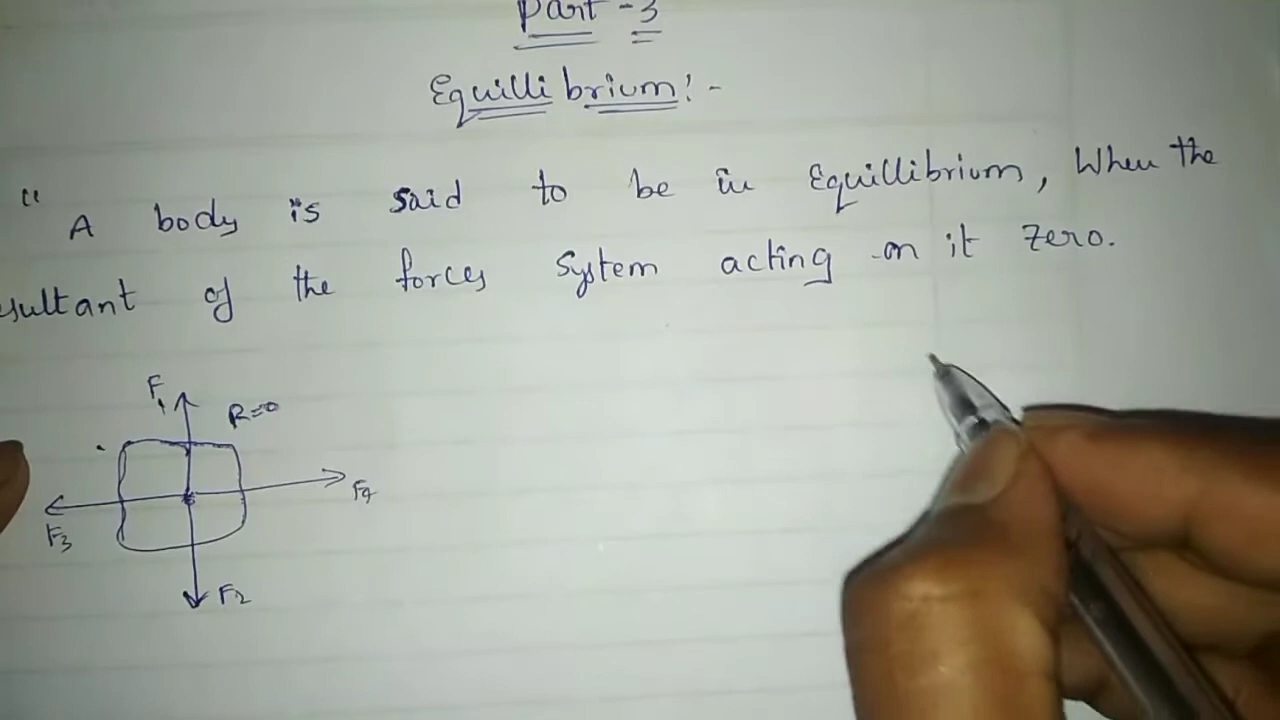 Part - 3
Equillibrium! -
" A body is said to be in Equillibrium, When the
sultant of the forces System acting on it zero.
F1
R=0
F4
F3
F2